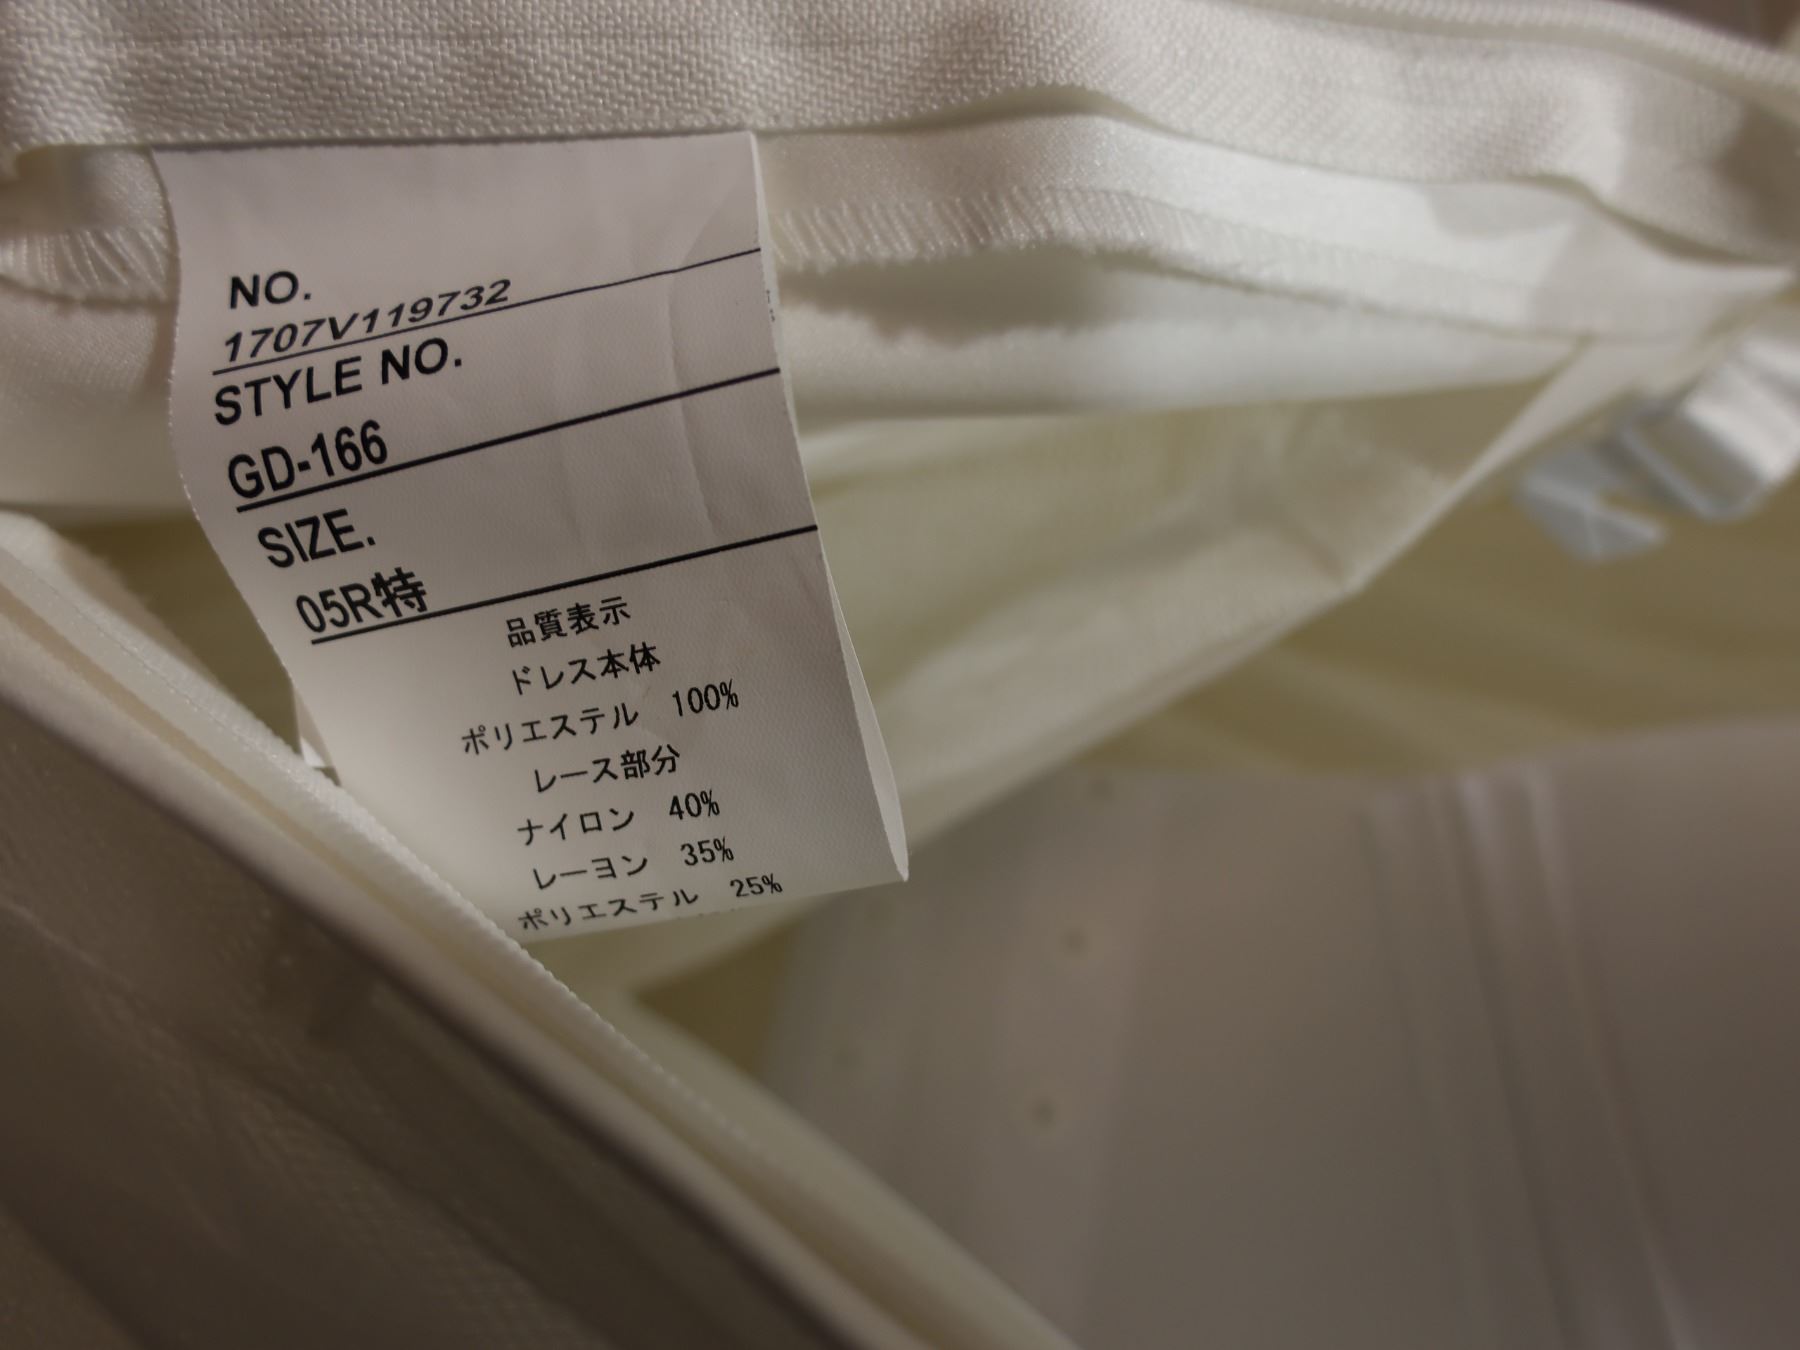 NO.
1707V119732
STYLE NO.
GD-166
SIZE.
05R特
品質表示
ドレス本体
ポリエステル 100%
レース部分
ナイロン 40%
レーヨン 35%
ポリエステル 25%